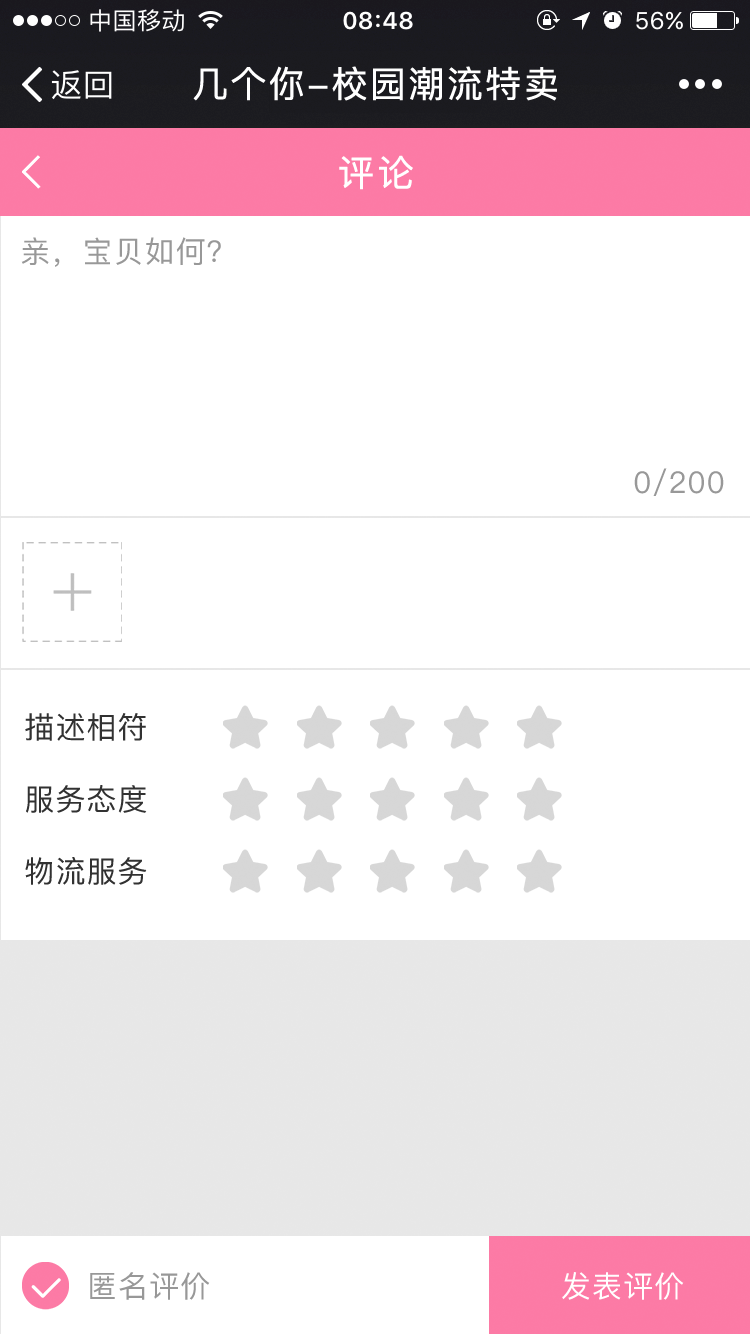 中国移动 08:48 56%
返回 几个你-校园潮流特卖
评论
亲，宝贝如何?
0/200
描述相符
服务态度
物流服务
匿名评价 发表评价